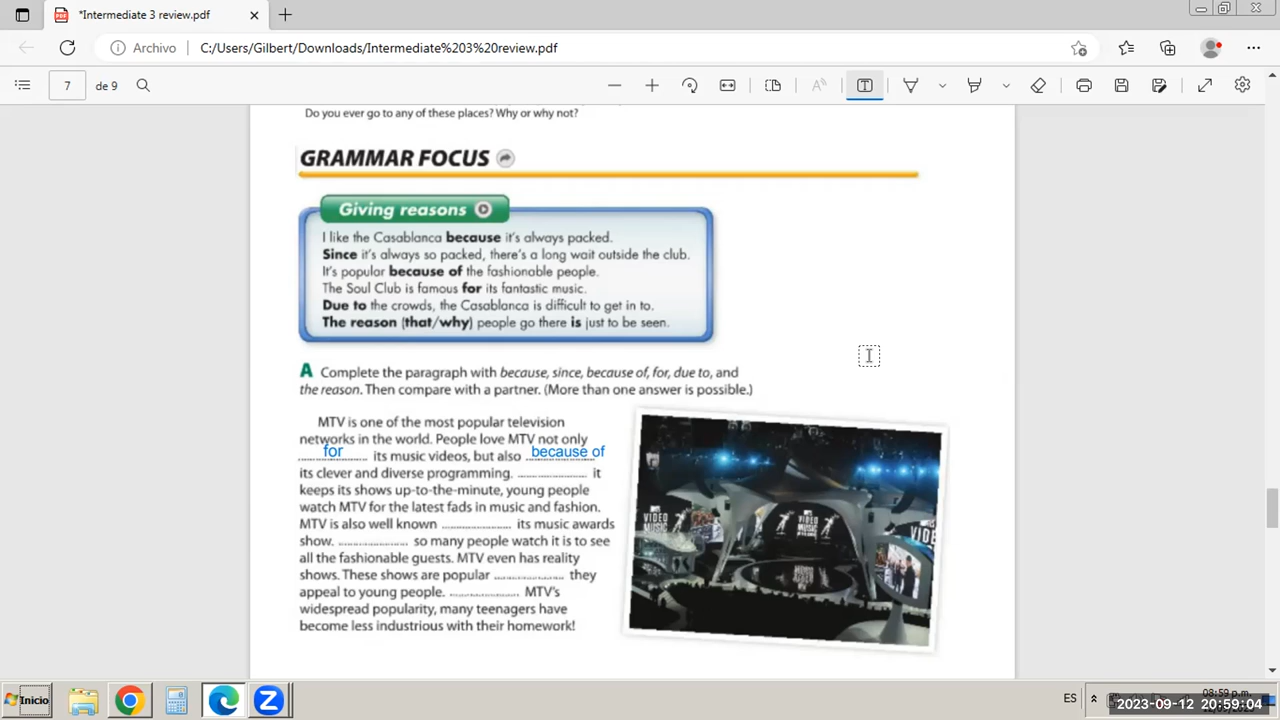 *Intermediate 3 review.pdf
Archivo C:/Users/Gilbert/Downloads/Intermediate%203%20review.pdf
7 de 9
Do you ever go to any of these places? Why or why not?
GRAMMAR FOCUS
Giving reasons
I like the Casablanca because it's always packed.
Since it's always so packed, there's a long wait outside the club.
It's popular because of the fashionable people.
The Soul Club is famous for its fantastic music.
Due to the crowds, the Casablanca is difficult to get in to.
The reason (that/why) people go there is just to be seen.
A Complete the paragraph with because, since, because of, for, due to, and
the reason. Then compare with a partner. (More than one answer is possible.)
MTV is one of the most popular television
networks in the world. People love MTV not only
for its music videos, but also because of
its clever and diverse programming. .................. it
keeps its shows up-to-the-minute, young people
watch MTV for the latest fads in music and fashion.
MTV is also well known .................. its music awards
show. .................. so many people watch it is to see
all the fashionable guests. MTV even has reality
shows. These shows are popular .................. they
appeal to young people. .................. MTV's
widespread popularity, many teenagers have
become less industrious with their homework!
MTV
VIDEO
MUSIC
Inicio
ES
08:59 p.m.
2023-09-12 20:59:04